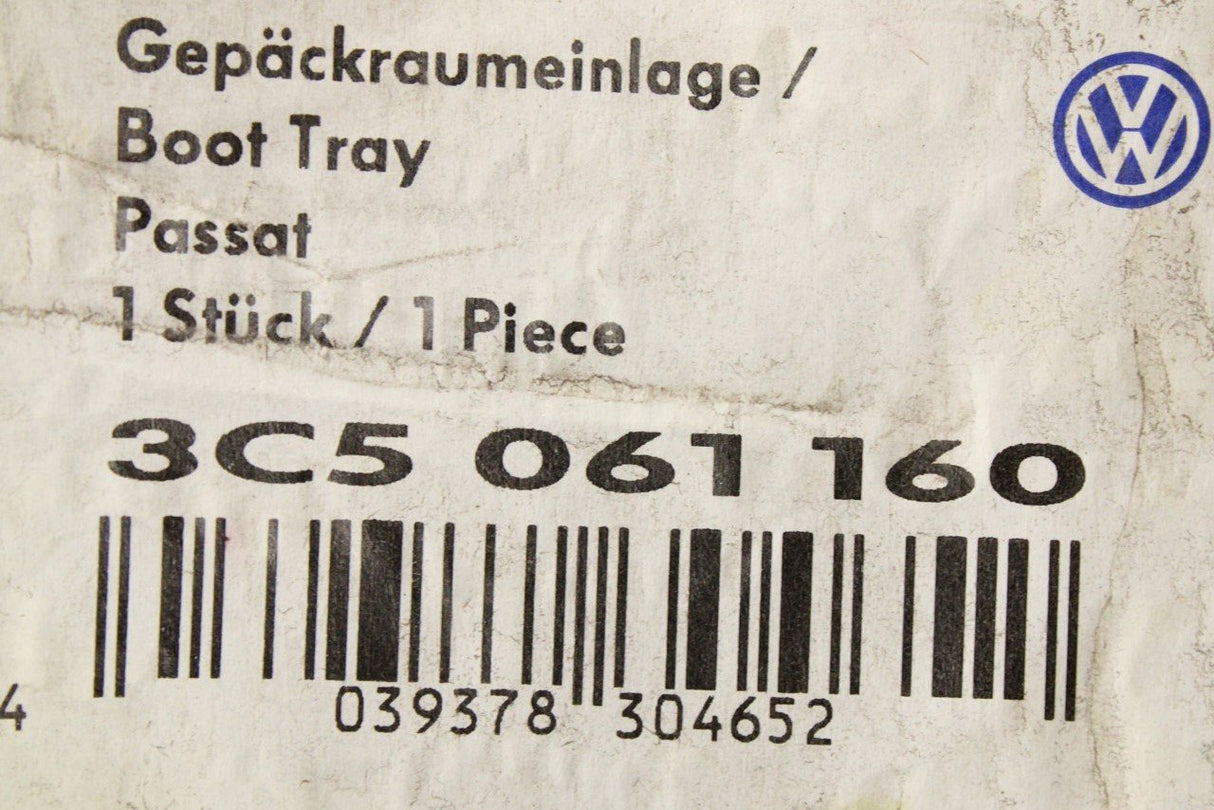 Gepäckraumeinlage /
Boot Tray
Passat
1 Stück / 1 Piece
3C5 061 160
4 039378 304652